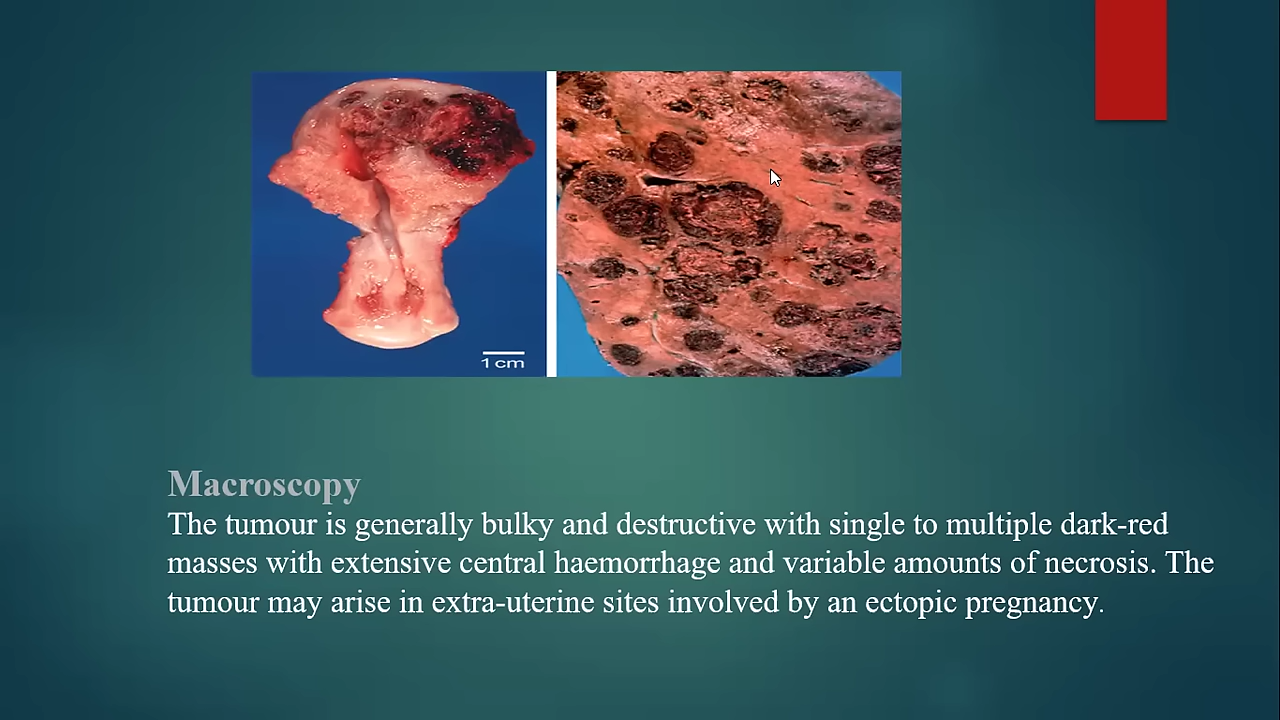 1 cm
Macroscopy
The tumour is generally bulky and destructive with single to multiple dark-red
masses with extensive central haemorrhage and variable amounts of necrosis. The
tumour may arise in extra-uterine sites involved by an ectopic pregnancy.